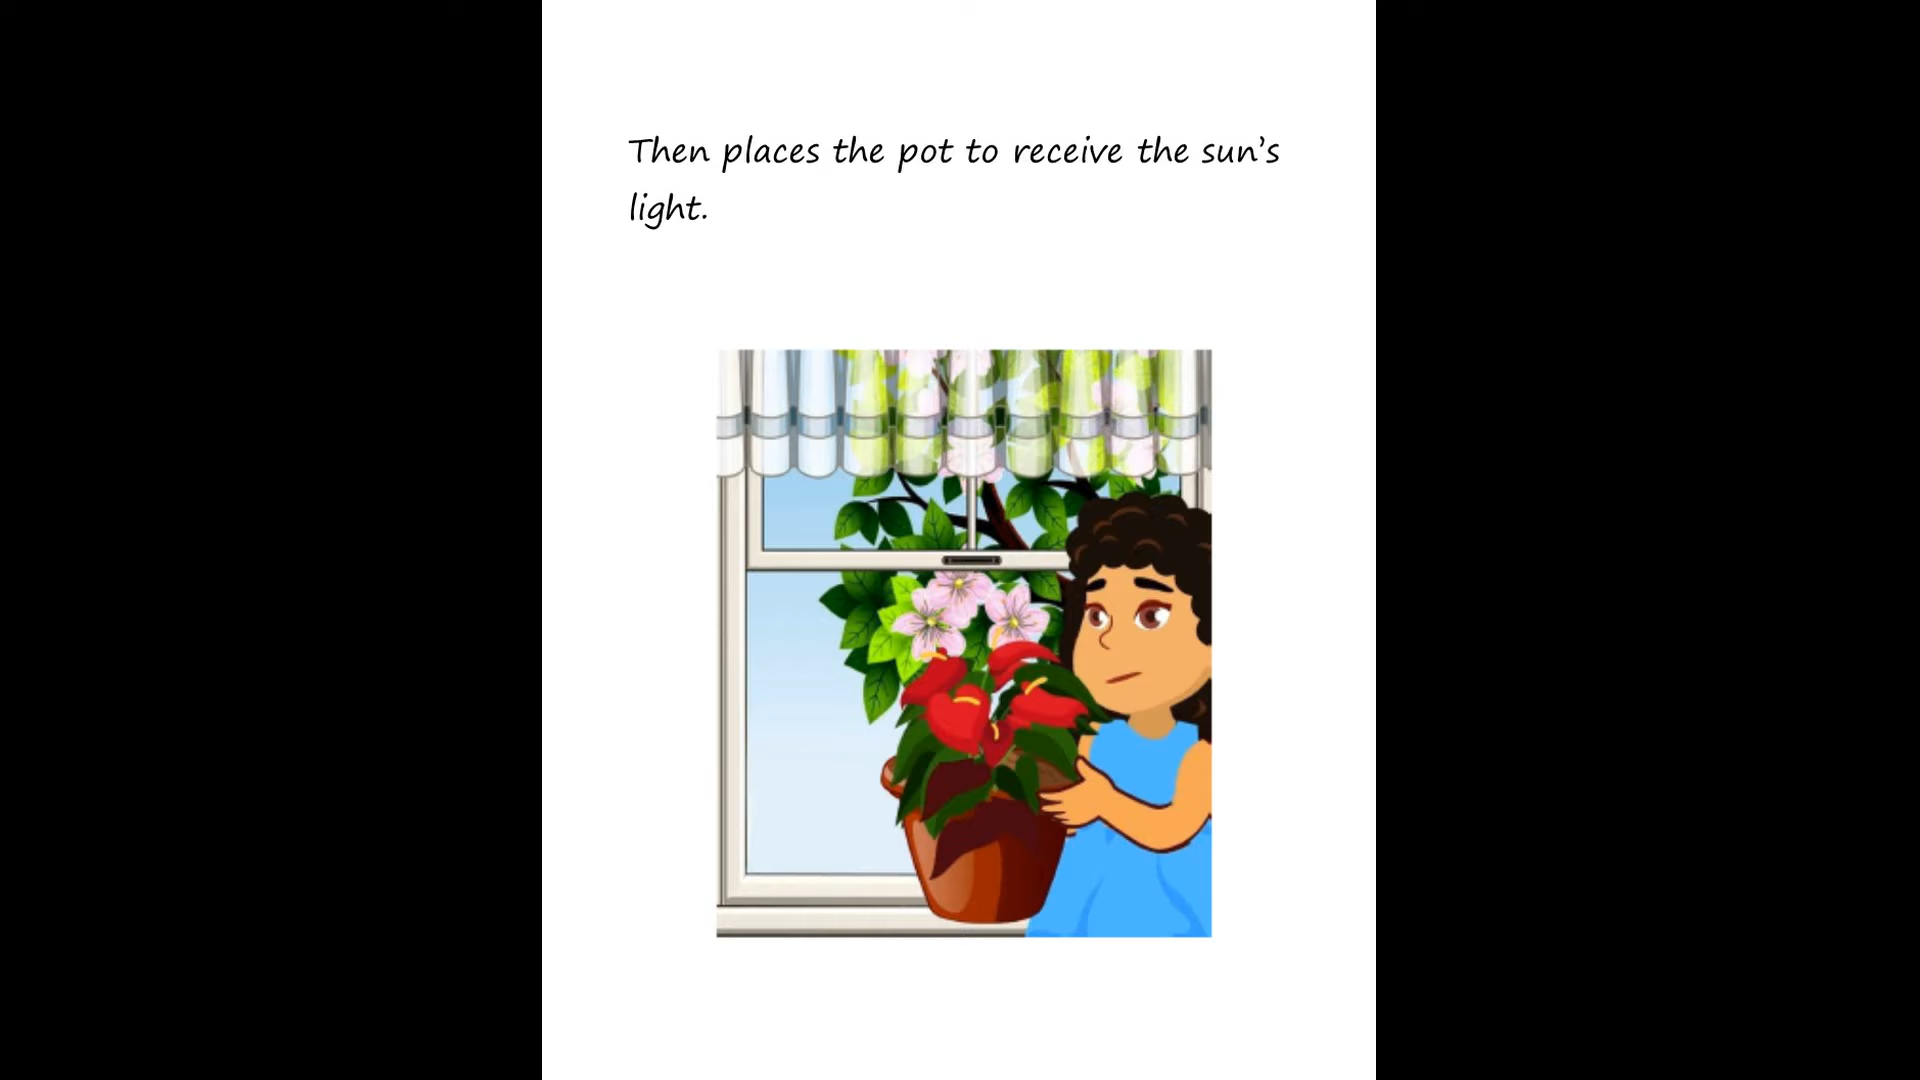 Then places the pot to receive the sun's
light.